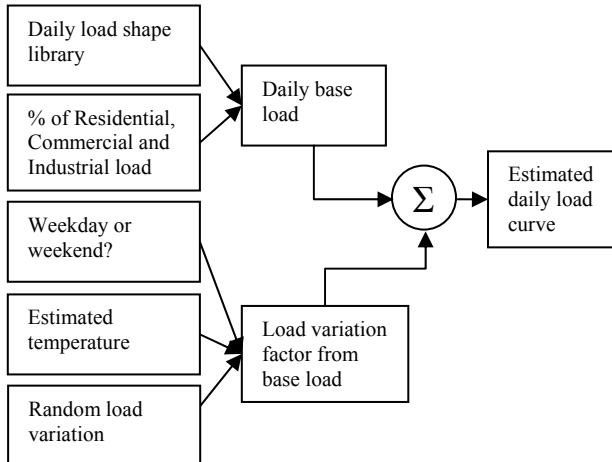 Daily load shape
library
% of Residential,
Commercial and
Industrial load
Weekday or
weekend?
Estimated
temperature
Random load
variation
Daily base
load
Load variation
factor from
base load
Σ
Estimated
daily load
curve